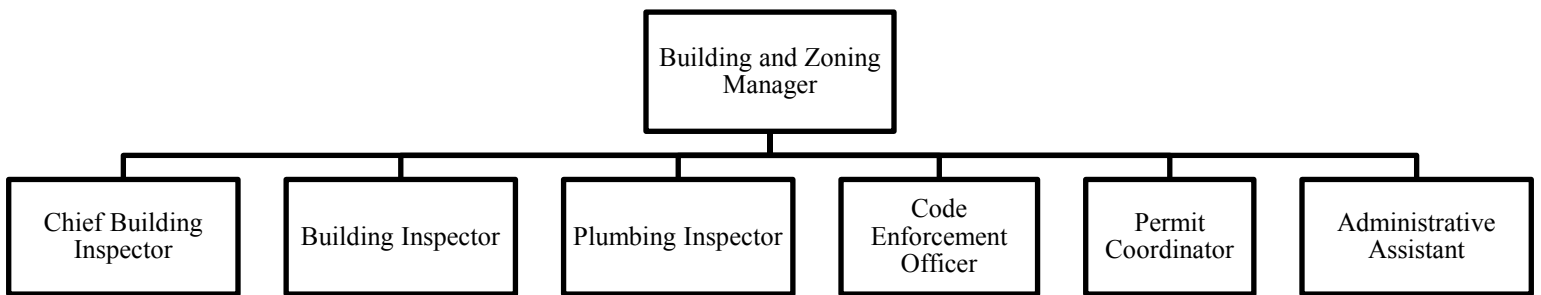 Building and Zoning
Manager
Chief Building
Inspector
Building Inspector
Plumbing Inspector
Code
Enforcement
Officer
Permit
Coordinator
Administrative
Assistant